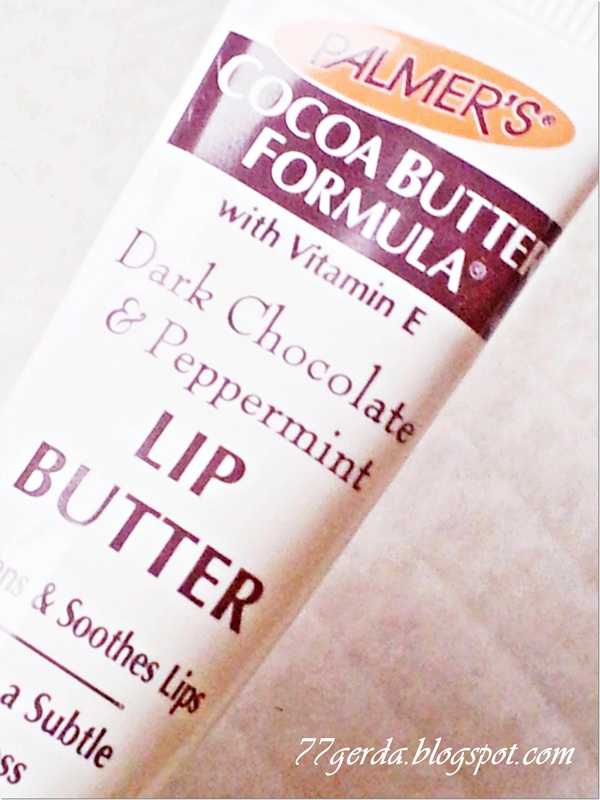 PALMER'S®
COCOA BUTTER
FORMULA®
with Vitamin E
Dark Chocolate
& Peppermint
LIP
BUTTER
& Soothes Lips
a Subtle
77gerda.blogspot.com